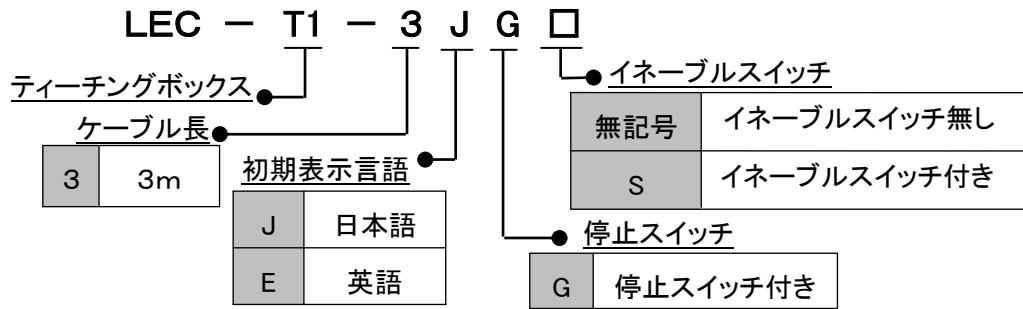 LEC － T1 － 3 J G □
ティーチングボックス
ケーブル長
3 3m
初期表示言語
J 日本語
E 英語
イネーブルスイッチ
無記号 イネーブルスイッチ無し
S イネーブルスイッチ付き
停止スイッチ
G 停止スイッチ付き